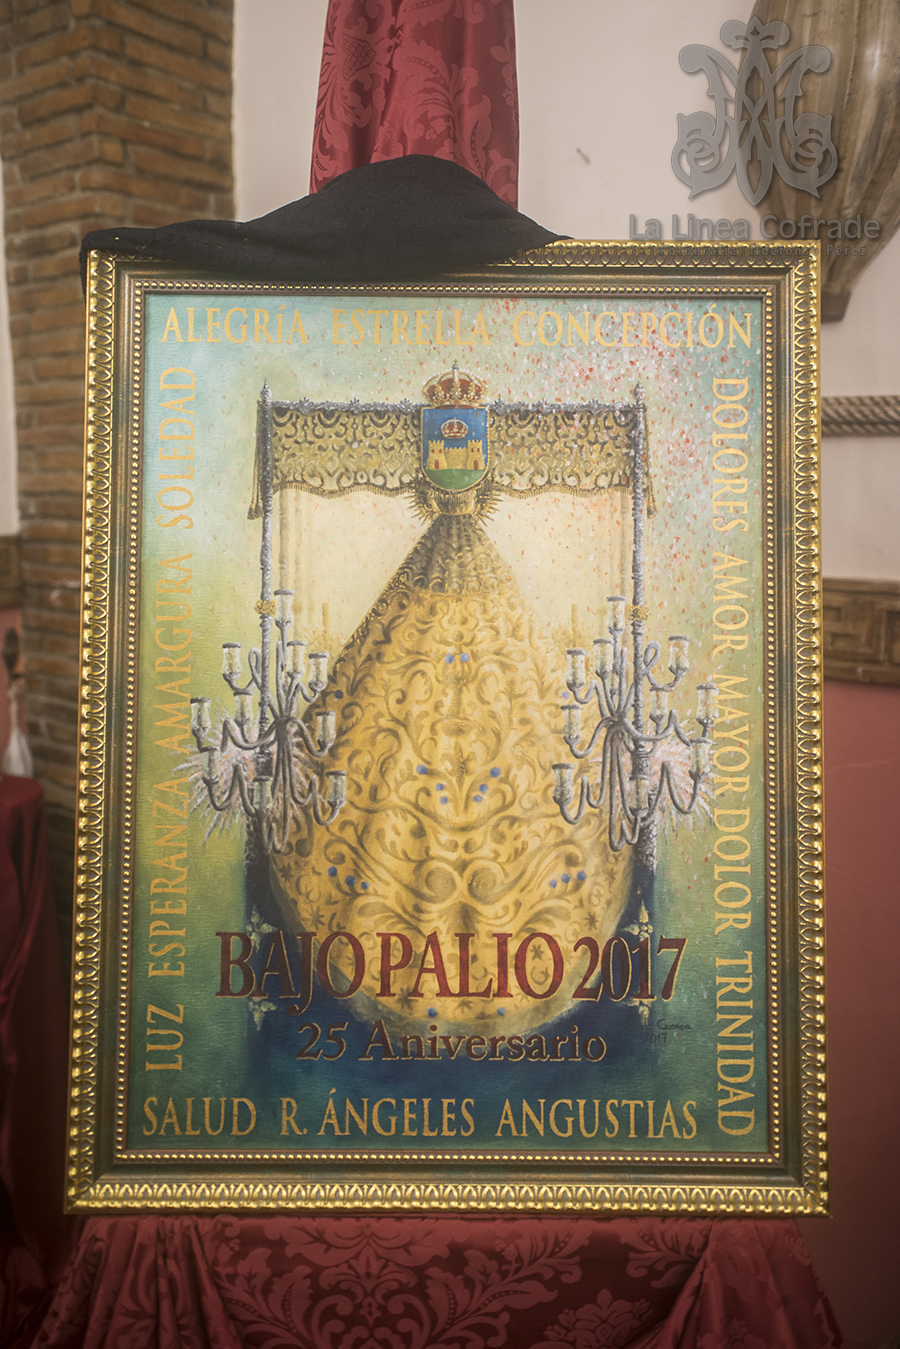 La Linea Cofrade
ALEGRÍA ESTRELLA CONCEPCIÓN
DOLORES AMOR MAYOR DOLOR TRINIDAD
LUZ ESPERANZA AMARGURA SOLEDAD
BAJO PALIO 2017
25 Aniversario
2017
SALUD R. ÁNGELES ANGUSTIAS